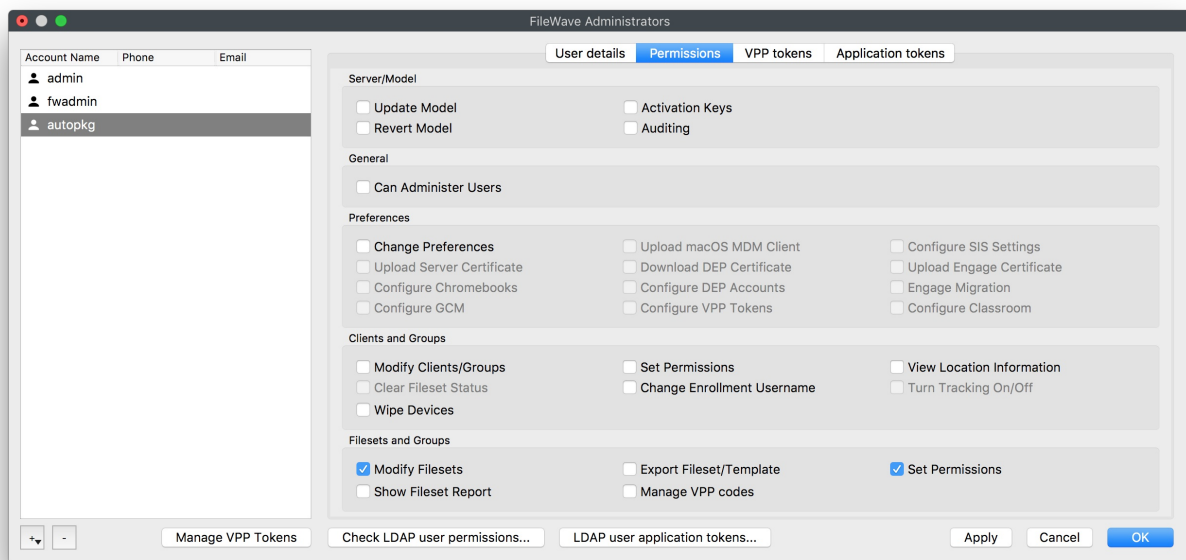 FileWave Administrators
Account Name Phone Email
admin
fwadmin
autopkg
User details Permissions VPP tokens Application tokens
Server/Model
Update Model Activation Keys
Revert Model Auditing
General
Can Administer Users
Preferences
Change Preferences Upload macOS MDM Client Configure SIS Settings
Upload Server Certificate Download DEP Certificate Upload Engage Certificate
Configure Chromebooks Configure DEP Accounts Engage Migration
Configure GCM Configure VPP Tokens Configure Classroom
Clients and Groups
Modify Clients/Groups Set Permissions View Location Information
Clear Fileset Status Change Enrollment Username Turn Tracking On/Off
Wipe Devices
Filesets and Groups
Modify Filesets Export Fileset/Template Set Permissions
Show Fileset Report Manage VPP codes
+ - Manage VPP Tokens Check LDAP user permissions... LDAP user application tokens... Apply Cancel OK